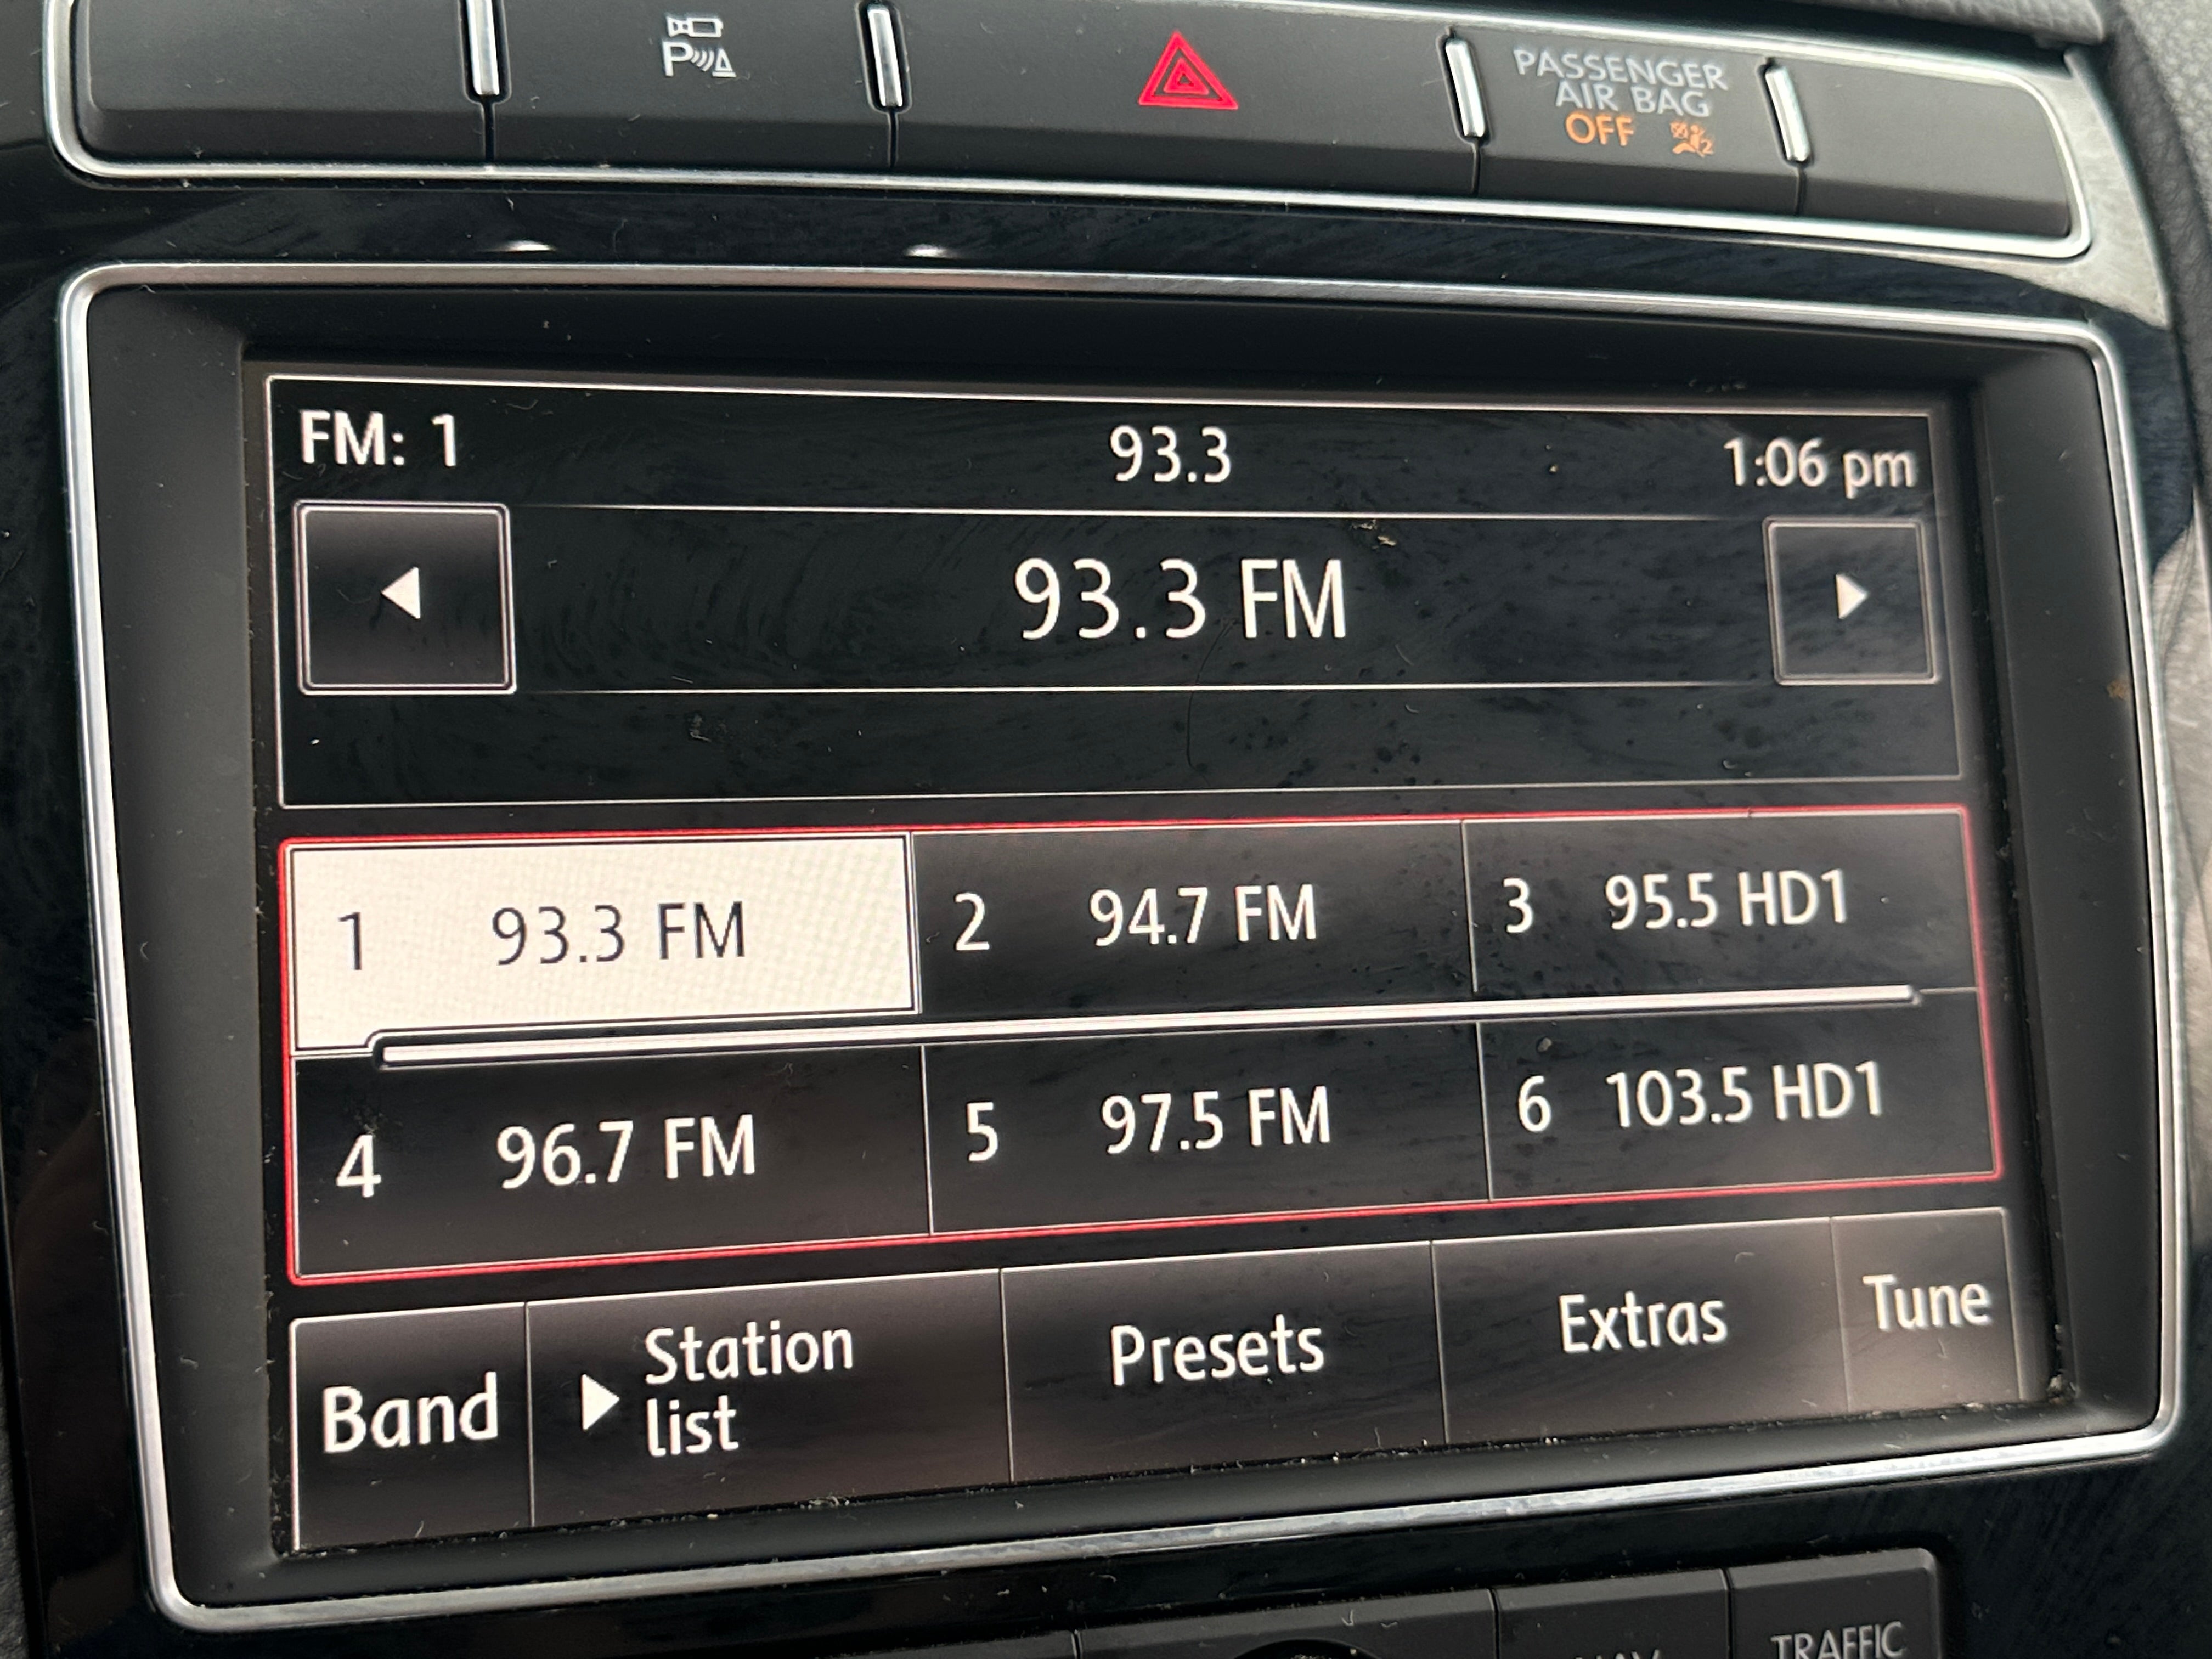 P
PASSENGER
AIR BAG
OFF 2
FM: 1 93.3 1:06 pm
93.3 FM
1 93.3 FM 2 94.7 FM 3 95.5 HD1
4 96.7 FM 5 97.5 FM 6 103.5 HD1
Band Station list Presets Extras Tune
NAV TRAFFIC